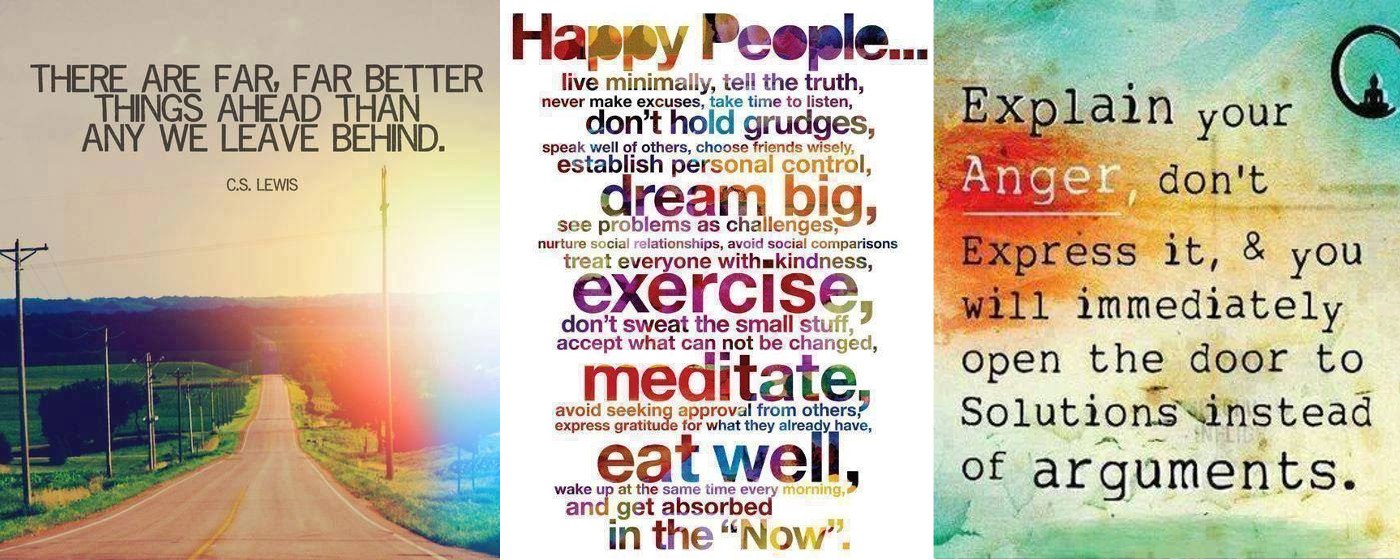 THERE ARE FAR, FAR BETTER
THINGS AHEAD THAN
ANY WE LEAVE BEHIND.
C.S. LEWIS
Happy People...
live minimally, tell the truth,
never make excuses, take time to listen,
don't hold grudges,
speak well of others, choose friends wisely,
establish personal control,
dream big,
see problems as challenges,
nurture social relationships, avoid social comparisons
treat everyone with kindness,
exercise,
don't sweat the small stuff,
accept what can not be changed,
meditate,
avoid seeking approval from others,
express gratitude for what they already have,
eat well,
wake up at the same time every morning,
and get absorbed
in the “Now”.
Explain your
Anger, don't
Express it, & you
will immediately
open the door to
Solutions instead
of arguments.